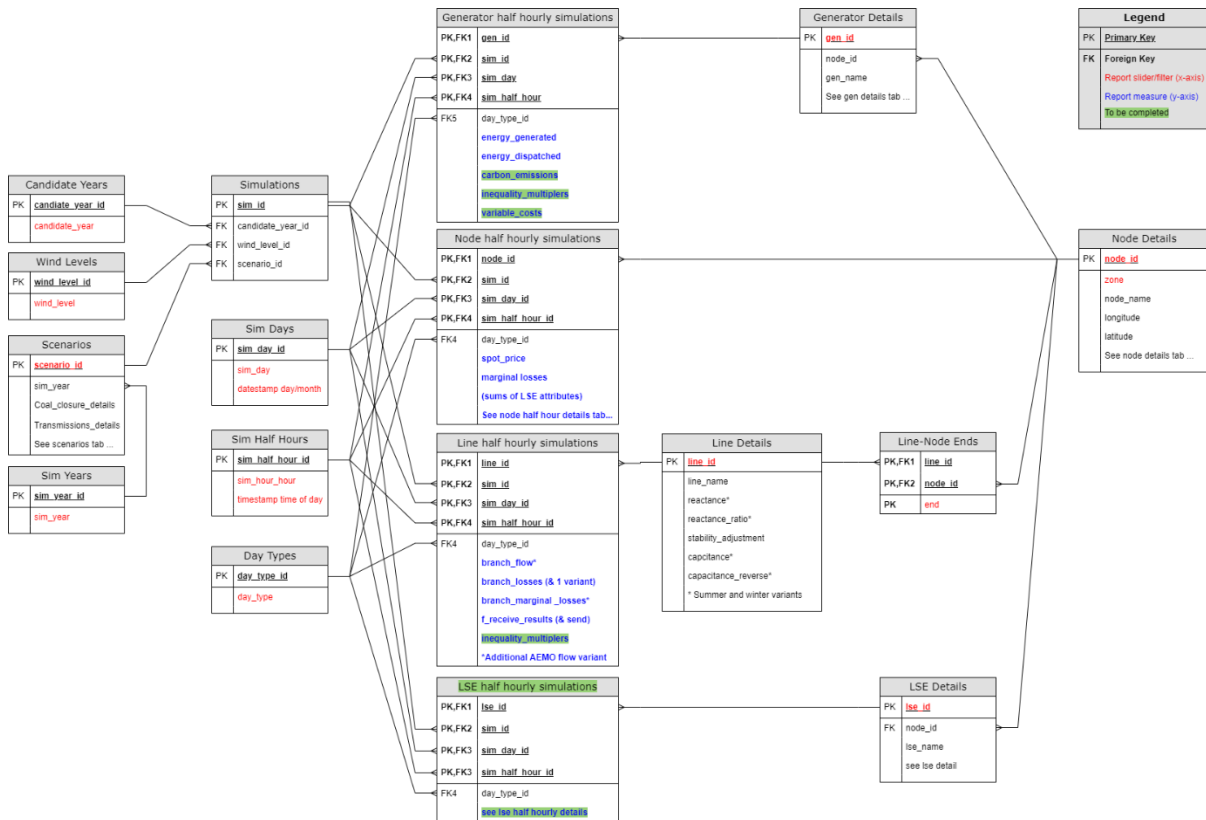 Generator half hourly simulations
PK,FK1 gen_id
PK,FK2 sim_id
PK,FK3 sim_day
PK,FK4 sim_half_hour
FK5 day_type_id
energy_generated
energy_dispatched
carbon_emissions
inequality_multiplers
variable_costs
Generator Details
PK gen_id
node_id
gen_name
See gen details tab ...
Legend
PK Primary Key
FK Foreign Key
Report slider/filter (x-axis)
Report measure (y-axis)
To be completed
Candidate Years
PK candiate_year_id
candidate_year
Wind Levels
PK wind_level_id
wind_level
Scenarios
PK scenario_id
sim_year
Coal_closure_details
Transmissions_details
See scenarios tab ...
Sim Years
PK sim_year_id
sim_year
Simulations
PK sim_id
FK candidate_year_id
FK wind_level_id
FK scenario_id
Sim Days
PK sim_day_id
sim_day
datestamp day/month
Sim Half Hours
PK sim_half_hour_id
sim_hour_hour
timestamp time of day
Day Types
PK day_type_id
day_type
Node half hourly simulations
PK,FK1 node_id
PK,FK2 sim_id
PK,FK3 sim_day_id
PK,FK4 sim_half_hour_id
FK4 day_type_id
spot_price
marginal losses
(sums of LSE attributes)
See node half hour details tab...
Node Details
PK node_id
zone
node_name
longitude
latitude
See node details tab ...
Line half hourly simulations
PK,FK1 line_id
PK,FK2 sim_id
PK,FK3 sim_day_id
PK,FK4 sim_half_hour_id
FK4 day_type_id
branch_flow*
branch_losses (& 1 variant)
branch_marginal _losses*
f_receive_results (& send)
inequality_multiplers
*Additional AEMO flow variant
Line Details
PK line_id
line_name
reactance*
reactance_ratio*
stability_adjustment
capcitance*
capacitance_reverse*
* Summer and winter variants
Line-Node Ends
PK,FK1 line_id
PK,FK2 node_id
PK end
LSE half hourly simulations
PK,FK1 lse_id
PK,FK2 sim_id
PK,FK3 sim_day_id
PK,FK3 sim_half_hour_id
FK4 day_type_id
see lse half hourly details
LSE Details
PK lse_id
FK node_id
lse_name
see lse detail